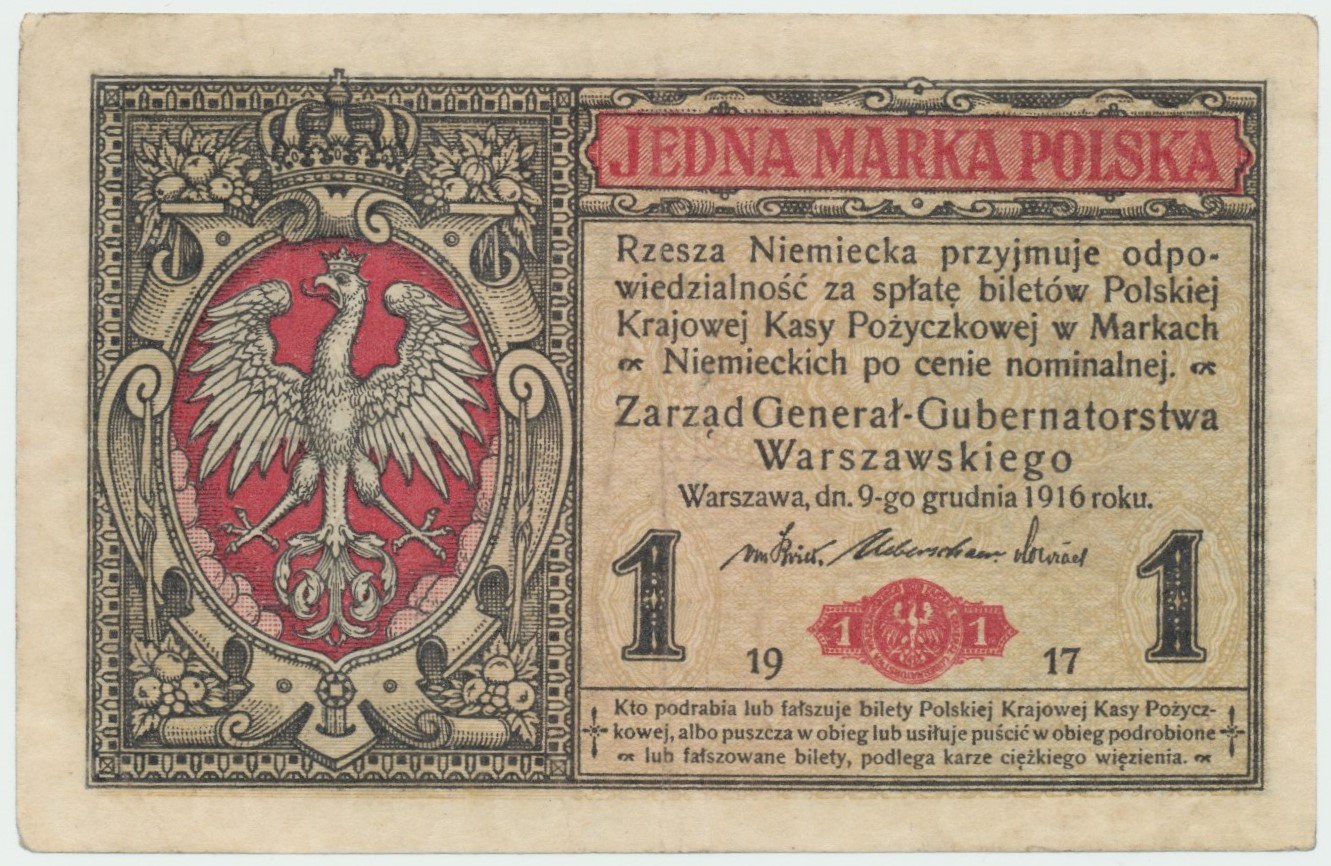 JEDNA MARKA POLSKA
Rzesza Niemiecka przyjmuje odpo-
wiedzialność za spłatę biletów Polskiej
Krajowej Kasy Pożyczkowej w Markach
Niemieckich po cenie nominalnej.
Zarząd Generał-Gubernatorstwa
Warszawskiego
Warszawa, dn. 9-go grudnia 1916 roku.
1 1
1 1
19 17
Kto podrabia lub fałszuje bilety Polskiej Krajowej Kasy Pożycz-
kowej, albo puszcza w obieg lub usiłuje puścić w obieg podrobione
lub fałszowane bilety, podlega karze ciężkiego więzienia.